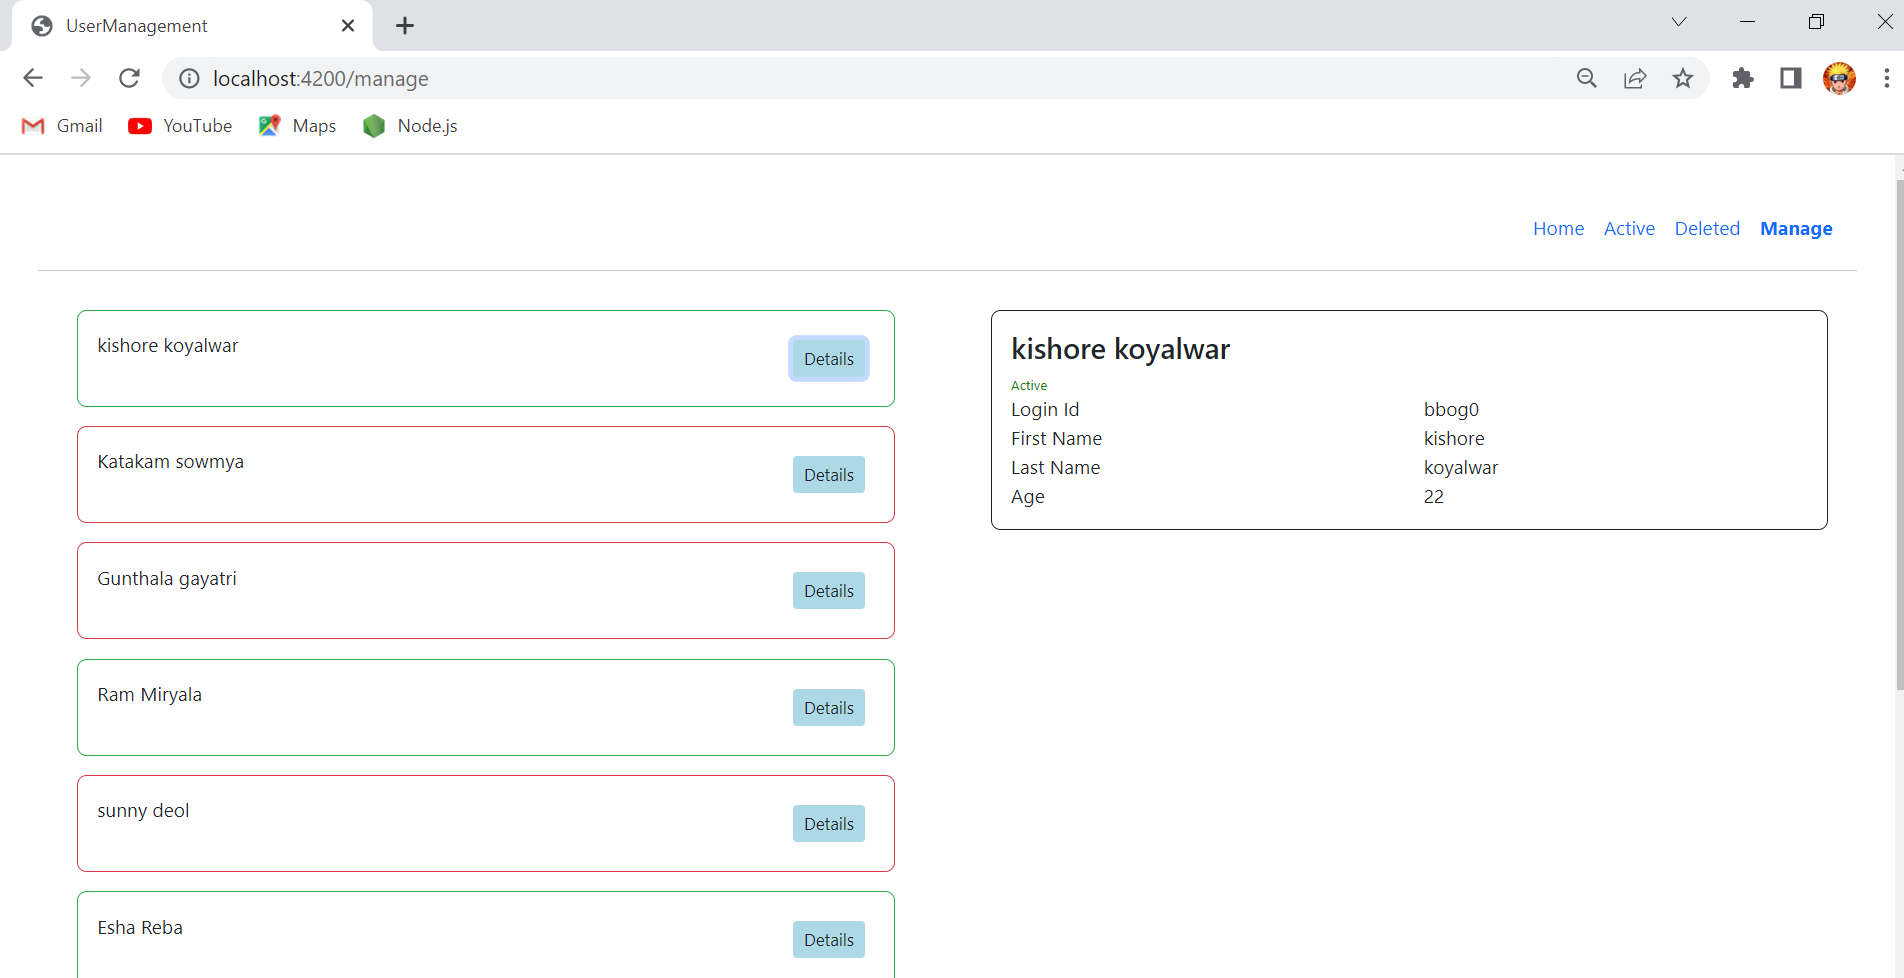 UserManagement
localhost:4200/manage
Gmail YouTube Maps Node.js
Home Active Deleted Manage
kishore koyalwar
Details
Katakam sowmya
Details
Gunthala gayatri
Details
Ram Miryala
Details
sunny deol
Details
Esha Reba
Details
kishore koyalwar
Active
Login Id bbog0
First Name kishore
Last Name koyalwar
Age 22